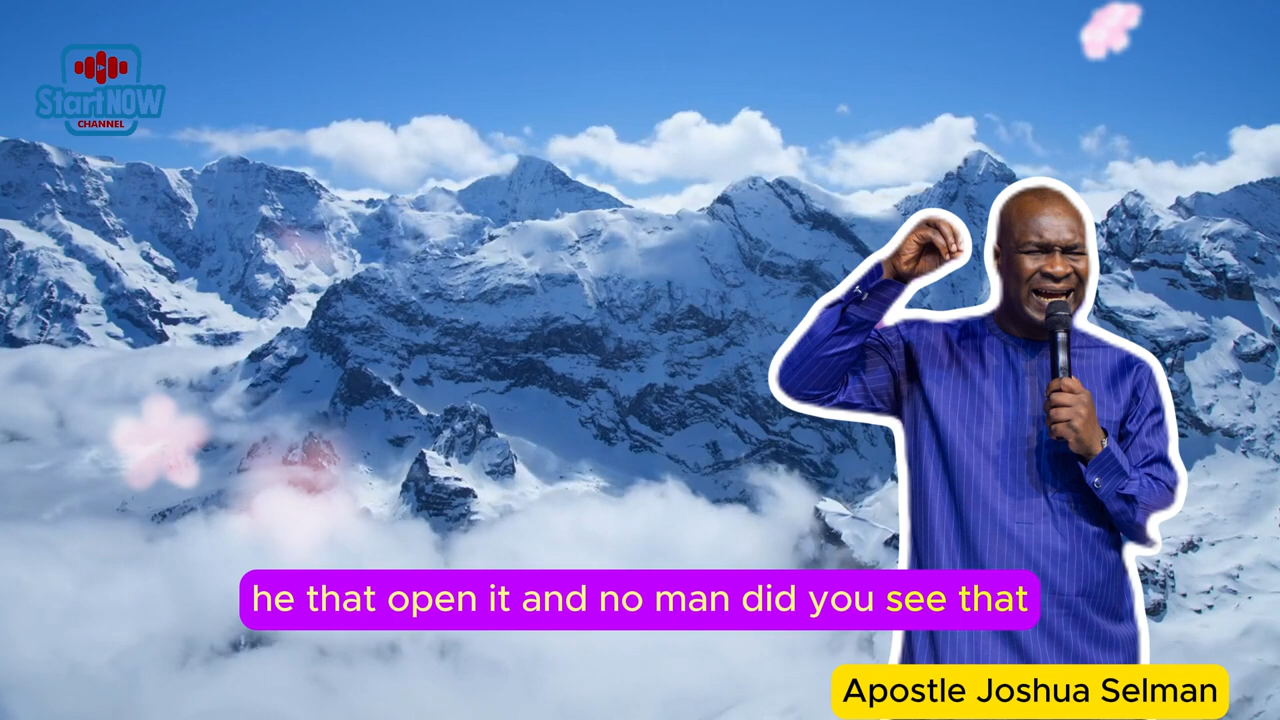 StartNOW
CHANNEL
he that open it and no man did you see that
Apostle Joshua Selman